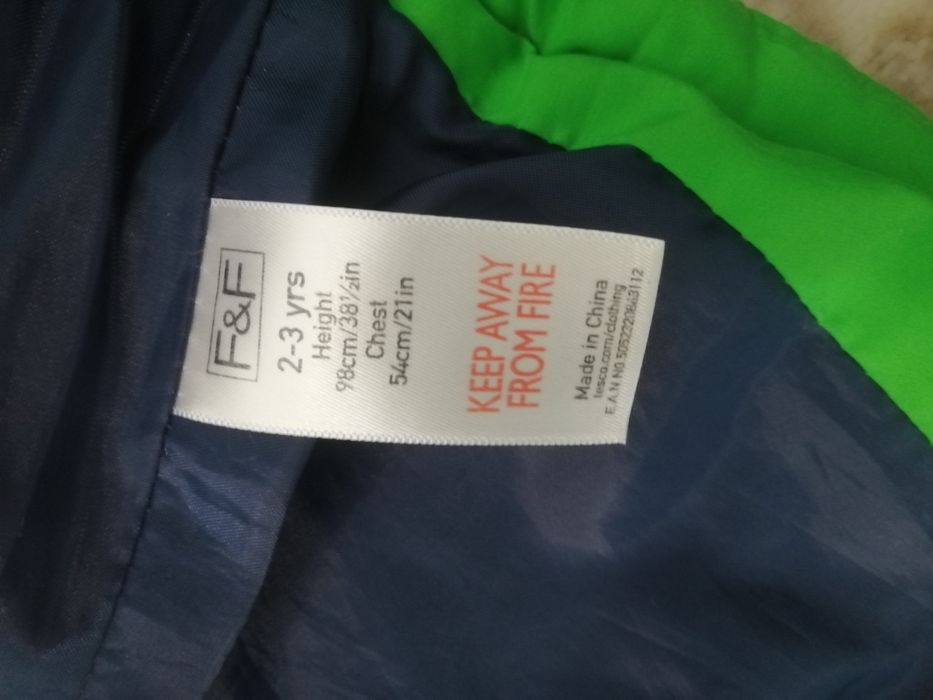 F&F
2-3 yrs
Height
98cm/38½in
Chest
54cm/21in
KEEP AWAY
FROM FIRE
Made in China
tesco.com/clothing
E.A.N NO